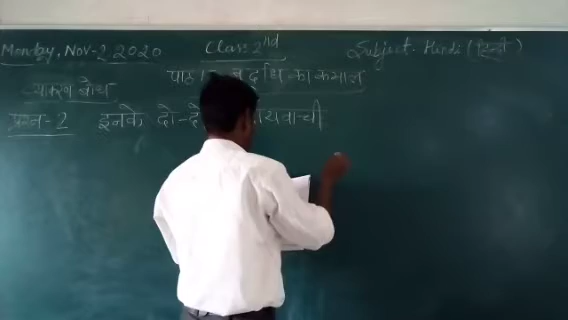 Monday, Nov-2, 2020 Class: 2nd Subject- Hindi (हिन्दी)
पाठ बुद्धि का कमाल
व्याकरण बोध
प्रश्न-2 इनके दो-दो